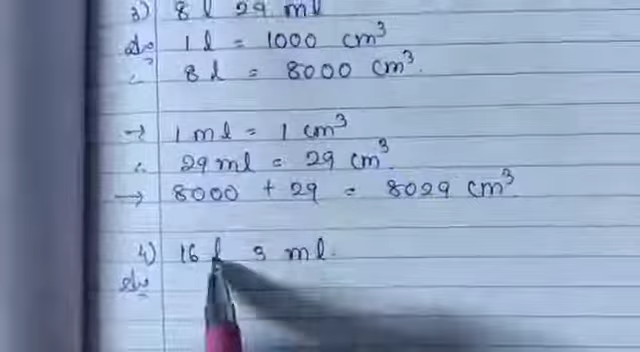 3) 8 l 29 ml
1 l = 1000 cm³
∴ 8 l = 8000 cm³.
→ 1 ml = 1 cm³
∴ 29 ml = 29 cm³.
→ 8000 + 29 = 8029 cm³
4) 16 l 3 ml.